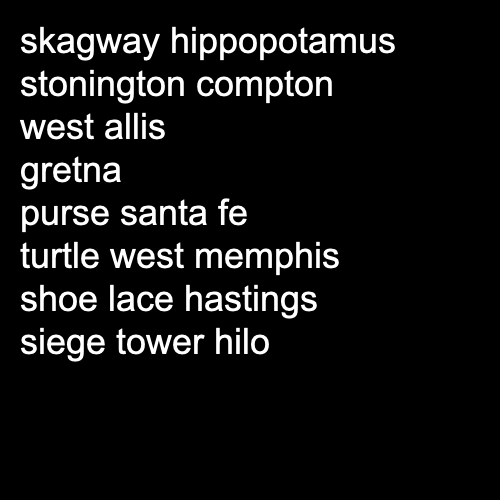 skagway hippopotamus
stonington compton
west allis
gretna
purse santa fe
turtle west memphis
shoe lace hastings
siege tower hilo